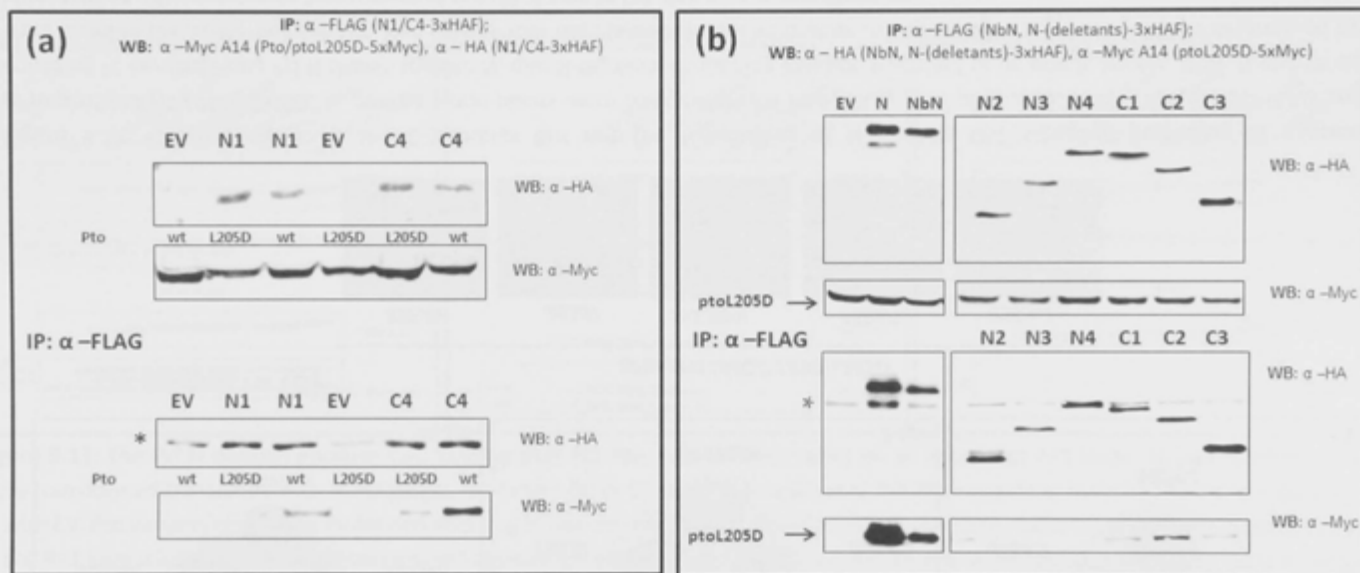 (a)
IP: α –FLAG (N1/C4-3xHAF);
WB: α –Myc A14 (Pto/ptoL205D-5xMyc), α – HA (N1/C4-3xHAF)
EV N1 N1 EV C4 C4
WB: α –HA
Pto wt L205D wt L205D L205D wt
WB: α –Myc
IP: α –FLAG
EV N1 N1 EV C4 C4
* WB: α –HA
Pto wt L205D wt L205D L205D wt
WB: α –Myc
(b)
IP: α –FLAG (NbN, N-(deletants)-3xHAF);
WB: α – HA (NbN, N-(deletants)-3xHAF), α –Myc A14 (ptoL205D-5xMyc)
EV N NbN N2 N3 N4 C1 C2 C3
WB: α –HA
ptoL205D → WB: α –Myc
IP: α –FLAG
N2 N3 N4 C1 C2 C3
WB: α –HA
*
ptoL205D → WB: α –Myc